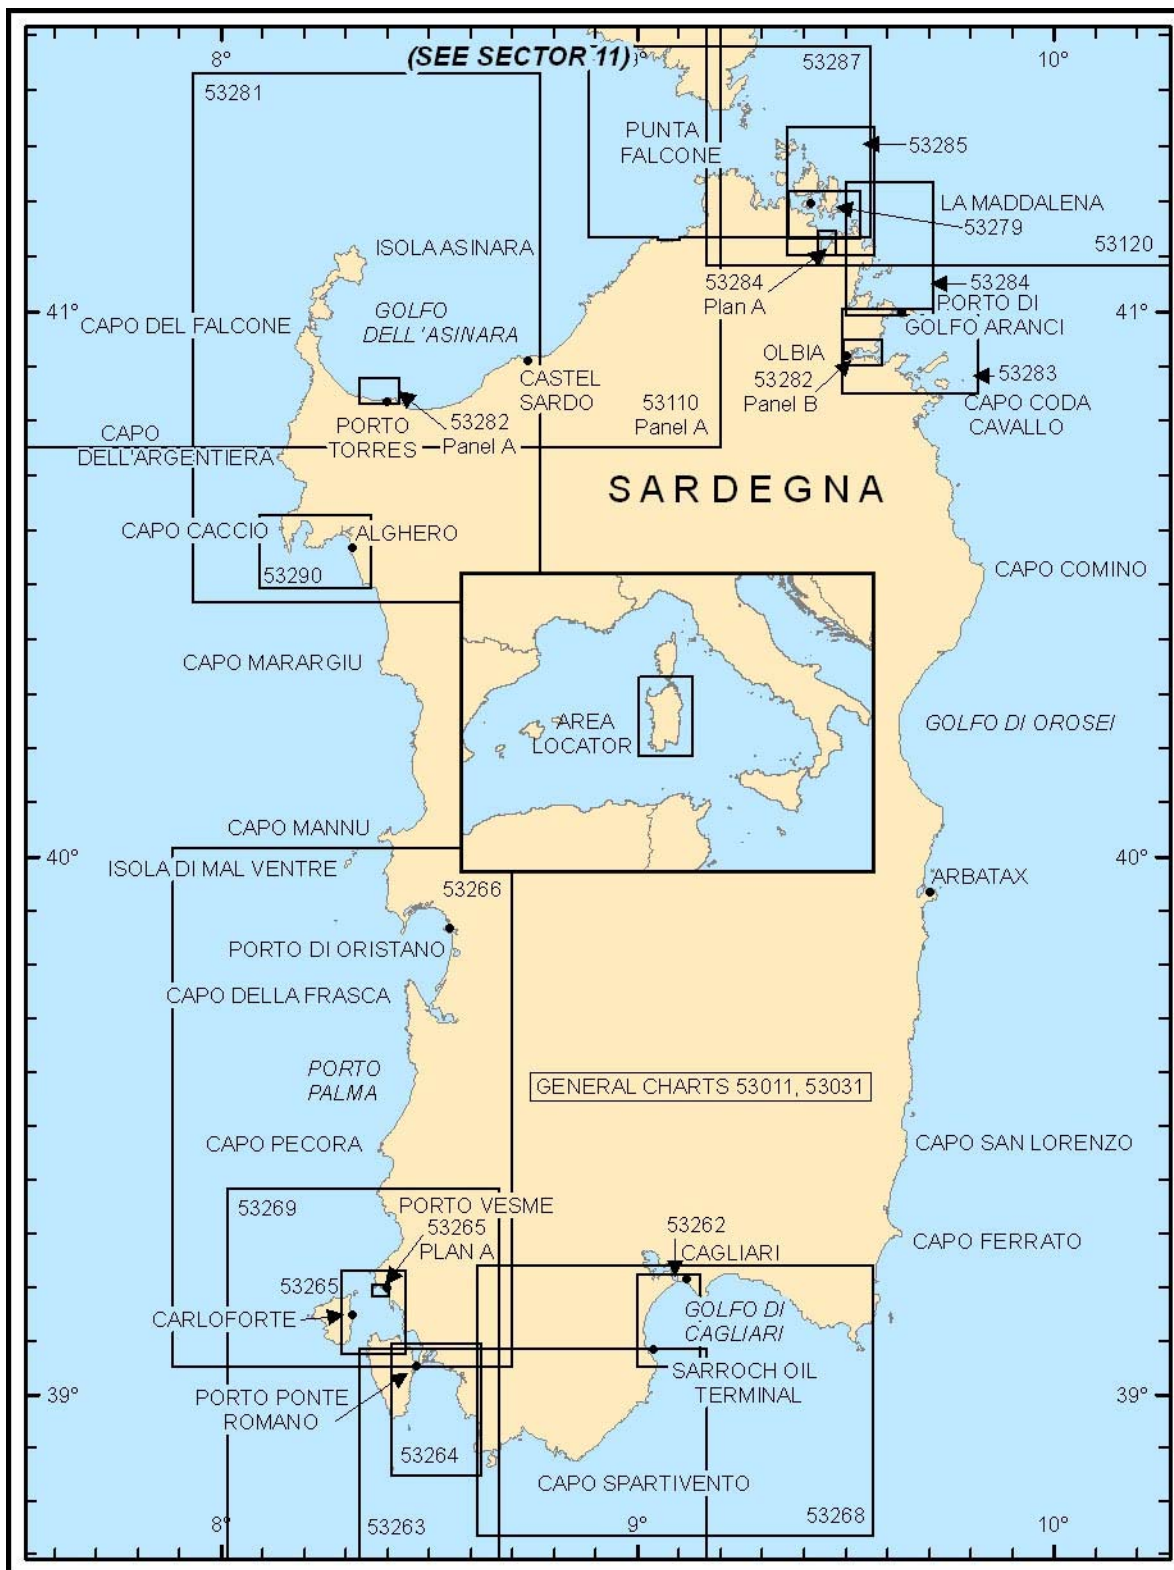 (SEE SECTOR 11)
8°
9°
10°
53281
53287
PUNTA
FALCONE
53285
LA MADDALENA
53279
53120
ISOLA ASINARA
53284
Plan A
53284
41°
CAPO DEL FALCONE
GOLFO
DELL'ASINARA
PORTO DI
GOLFO ARANCI
41°
OLBIA
53282
Panel B
53283
CASTEL
SARDO
CAPO CODA
CAVALLO
53110
Panel A
53282
Panel A
PORTO
TORRES
CAPO
DELL'ARGENTIERA
SARDEGNA
CAPO CACCIO
ALGHERO
53290
CAPO COMINO
CAPO MARARGIU
AREA
LOCATOR
GOLFO DI OROSEI
CAPO MANNU
40°
40°
ISOLA DI MAL VENTRE
53266
ARBATAX
PORTO DI ORISTANO
CAPO DELLA FRASCA
PORTO
PALMA
GENERAL CHARTS 53011, 53031
CAPO PECORA
CAPO SAN LORENZO
53269
PORTO VESME
53265
PLAN A
53262
CAGLIARI
CAPO FERRATO
53265
CARLOFORTE
GOLFO DI
CAGLIARI
SARROCH OIL
TERMINAL
39°
39°
PORTO PONTE
ROMANO
53264
CAPO SPARTIVENTO
53263
53268
8°
9°
10°